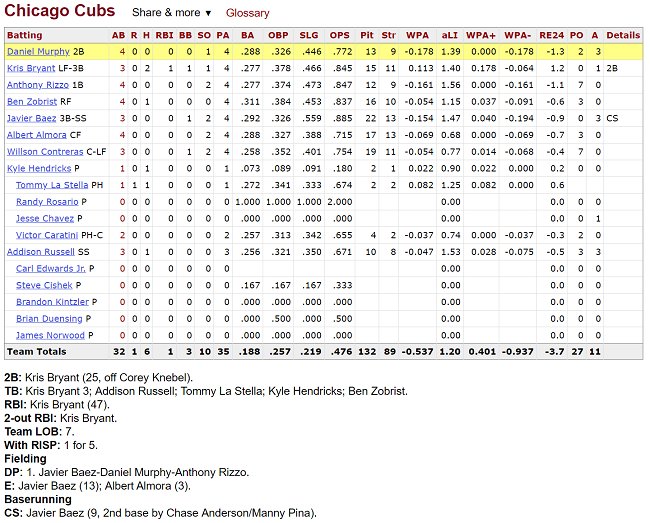 Chicago Cubs Share & more ▼ Glossary
Batting AB R H RBI BB SO PA BA OBP SLG OPS Pit Str WPA aLI WPA+ WPA- RE24 PO A Details
Daniel Murphy 2B 4 0 0 0 0 1 4 .288 .326 .446 .772 13 9 -0.178 1.39 0.000 -0.178 -1.3 2 3
Kris Bryant LF-3B 3 0 2 1 1 1 4 .277 .378 .466 .845 15 11 0.113 1.40 0.178 -0.064 1.2 0 1 2B
Anthony Rizzo 1B 4 0 0 0 0 2 4 .277 .374 .473 .847 12 9 -0.161 1.56 0.000 -0.161 -1.1 7 0
Ben Zobrist RF 4 0 1 0 0 0 4 .311 .384 .453 .837 16 10 -0.054 1.15 0.037 -0.091 -0.6 3 0
Javier Baez 3B-SS 3 0 0 0 1 2 4 .292 .326 .559 .885 22 13 -0.154 1.47 0.040 -0.194 -0.9 0 3 CS
Albert Almora CF 4 0 0 0 0 2 4 .288 .327 .388 .715 17 13 -0.069 0.68 0.000 -0.069 -0.7 3 0
Willson Contreras C-LF 3 0 0 0 1 2 4 .258 .352 .401 .754 19 11 -0.054 0.77 0.014 -0.068 -0.4 7 0
Kyle Hendricks P 1 0 1 0 0 0 1 .073 .089 .091 .180 2 1 0.022 0.90 0.022 0.000 0.2 0 0
Tommy La Stella PH 1 1 1 0 0 0 1 .272 .341 .333 .674 2 2 0.082 1.25 0.082 0.000 0.6
Randy Rosario P 0 0 0 0 0 0 0 1.000 1.000 1.000 2.000 0.00 0 0
Jesse Chavez P 0 0 0 0 0 0 0 .000 .000 .000 .000 0.00 0 1
Victor Caratini PH-C 2 0 0 0 0 0 2 .257 .313 .342 .655 4 2 -0.037 0.74 0.000 -0.037 -0.3 2 0
Addison Russell SS 3 0 1 0 0 2 3 .256 .321 .350 .671 10 8 -0.047 1.53 0.028 -0.075 -0.5 3 3
Carl Edwards Jr. P 0 0 0 0 0 0 0 0.00 0 0
Steve Cishek P 0 0 0 0 0 0 0 .167 .167 .167 .333 0.00 0 0
Brandon Kintzler P 0 0 0 0 0 0 0 .000 .000 .000 .000 0.00 0 0
Brian Duensing P 0 0 0 0 0 0 0 .000 .500 .000 .500 0.00 0 0
James Norwood P 0 0 0 0 0 0 0 .000 .000 .000 .000 0.00 0 0
Team Totals 32 1 6 1 3 10 35 .188 .257 .219 .476 132 89 -0.537 1.20 0.401 -0.937 -3.7 27 11
2B: Kris Bryant (25, off Corey Knebel).
TB: Kris Bryant 3; Addison Russell; Tommy La Stella; Kyle Hendricks; Ben Zobrist.
RBI: Kris Bryant (47).
2-out RBI: Kris Bryant.
Team LOB: 7.
With RISP: 1 for 5.
Fielding
DP: 1. Javier Baez-Daniel Murphy-Anthony Rizzo.
E: Javier Baez (13); Albert Almora (3).
Baserunning
CS: Javier Baez (9, 2nd base by Chase Anderson/Manny Pina).